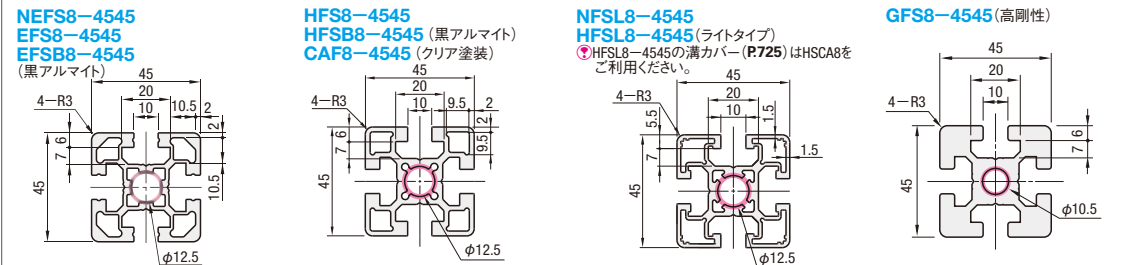 NEFS8−4545
EFS8−4545
EFSB8−4545
(黒アルマイト)
45
20
10
10.5
2
4−R3
6
7
45
2
10.5
φ12.5
HFS8−4545
HFSB8−4545 (黒アルマイト)
CAF8−4545 (クリア塗装)
45
20
10
9.5
2
4−R3
6
7
45
2
9.5
φ12.5
NFSL8−4545
HFSL8−4545(ライトタイプ)
HFSL8−4545の溝カバー(P.725)はHSCA8を
ご利用ください。
45
20
10
1.5
4−R3
5.5
7
45
1.5
φ12.5
GFS8−4545(高剛性)
45
20
10
4−R3
6
7
45
φ10.5